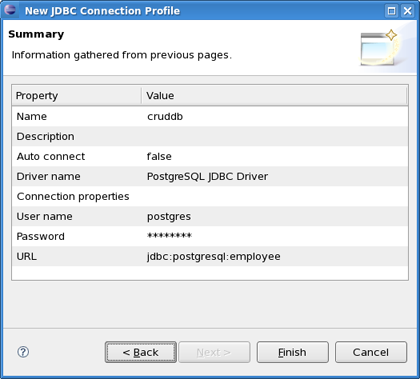 New JDBC Connection Profile
Summary
Information gathered from previous pages.
Property Value
Name cruddb
Description
Auto connect false
Driver name PostgreSQL JDBC Driver
Connection properties
User name postgres
Password ********
URL jdbc:postgresql:employee
? < Back Next > Finish Cancel